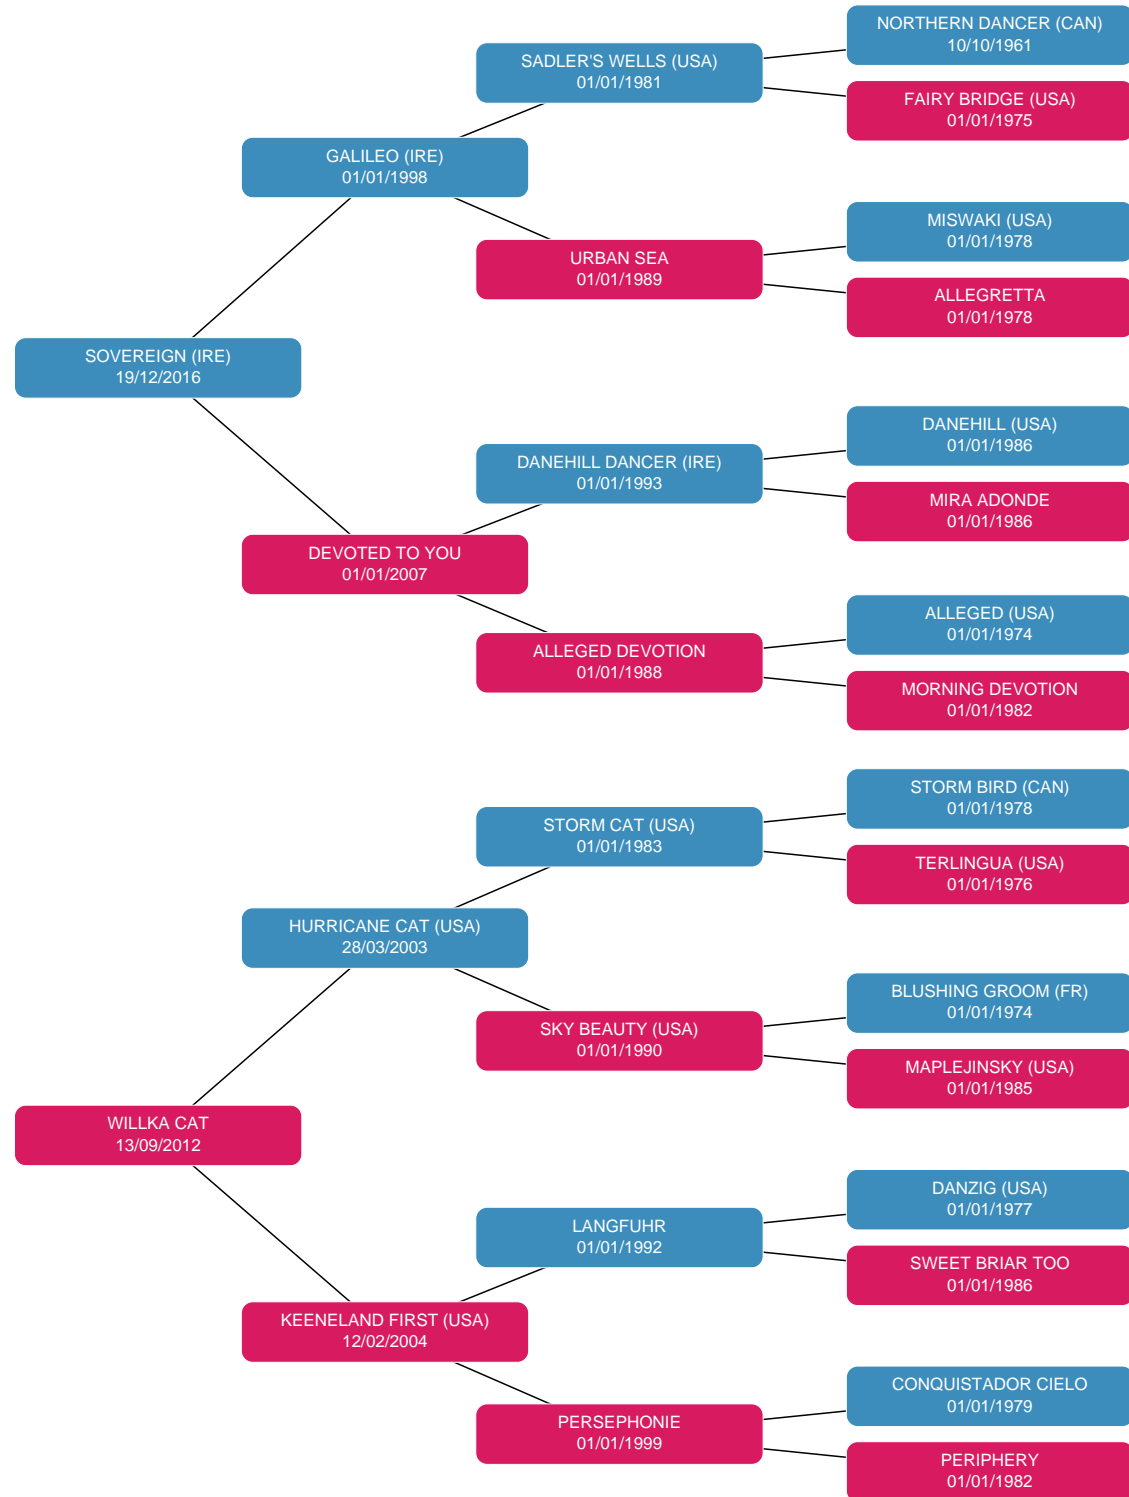 NORTHERN DANCER (CAN)
10/10/1961
SADLER'S WELLS (USA)
01/01/1981
FAIRY BRIDGE (USA)
01/01/1975
GALILEO (IRE)
01/01/1998
MISWAKI (USA)
01/01/1978
URBAN SEA
01/01/1989
ALLEGRETTA
01/01/1978
SOVEREIGN (IRE)
19/12/2016
DANEHILL (USA)
01/01/1986
DANEHILL DANCER (IRE)
01/01/1993
MIRA ADONDE
01/01/1986
DEVOTED TO YOU
01/01/2007
ALLEGED (USA)
01/01/1974
ALLEGED DEVOTION
01/01/1988
MORNING DEVOTION
01/01/1982
STORM BIRD (CAN)
01/01/1978
STORM CAT (USA)
01/01/1983
TERLINGUA (USA)
01/01/1976
HURRICANE CAT (USA)
28/03/2003
BLUSHING GROOM (FR)
01/01/1974
SKY BEAUTY (USA)
01/01/1990
MAPLEJINSKY (USA)
01/01/1985
WILLKA CAT
13/09/2012
DANZIG (USA)
01/01/1977
LANGFUHR
01/01/1992
SWEET BRIAR TOO
01/01/1986
KEENELAND FIRST (USA)
12/02/2004
CONQUISTADOR CIELO
01/01/1979
PERSEPHONIE
01/01/1999
PERIPHERY
01/01/1982